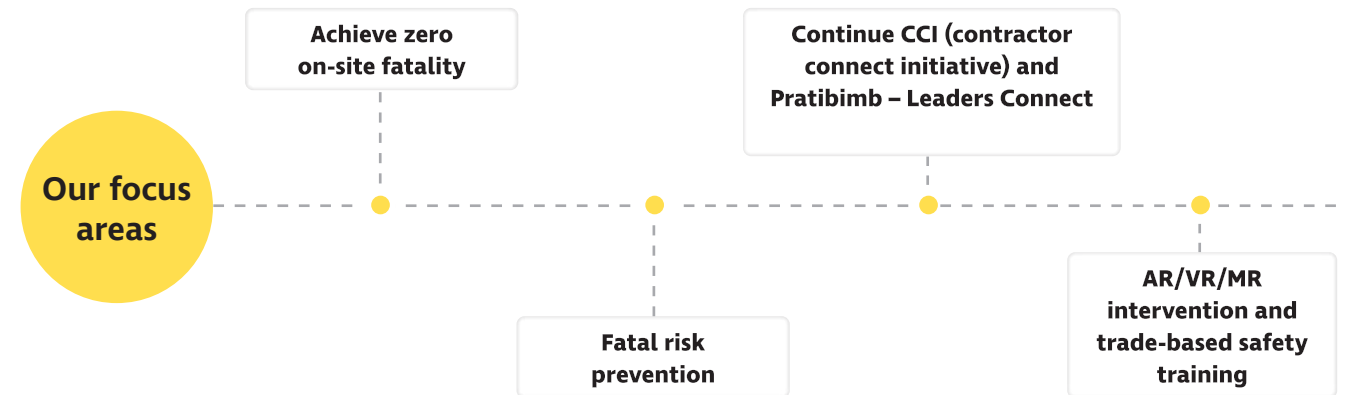 Our focus
areas
Achieve zero
on-site fatality
Fatal risk
prevention
Continue CCI (contractor
connect initiative) and
Pratibimb – Leaders Connect
AR/VR/MR
intervention and
trade-based safety
training